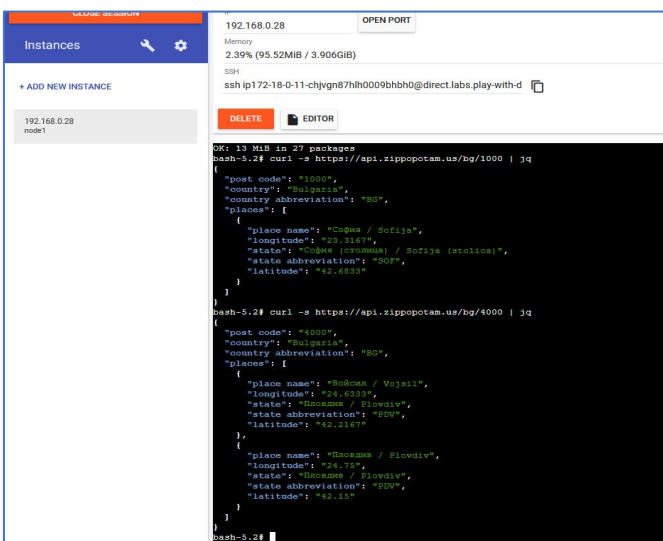 CLOSE SESSION
Instances
+ ADD NEW INSTANCE
192.168.0.28
node1
IP
192.168.0.28
OPEN PORT
Memory
2.39% (95.52MiB / 3.906GiB)
SSH
ssh ip172-18-0-11-chjvgn87hlh0009bhbh0@direct.labs.play-with-d
DELETE
EDITOR
OK: 13 MiB in 27 packages
bash-5.2# curl -s https://api.zippopotam.us/bg/1000 | jq
{
  "post code": "1000",
  "country": "Bulgaria",
  "country abbreviation": "BG",
  "places": [
    {
      "place name": "София / Sofija",
      "longitude": "23.3167",
      "state": "София (столица) / Sofija (stolica)",
      "state abbreviation": "SOF",
      "latitude": "42.6833"
    }
  ]
}
bash-5.2# curl -s https://api.zippopotam.us/bg/4000 | jq
{
  "post code": "4000",
  "country": "Bulgaria",
  "country abbreviation": "BG",
  "places": [
    {
      "place name": "Войсил / Vojsil",
      "longitude": "24.6333",
      "state": "Пловдив / Plovdiv",
      "state abbreviation": "PDV",
      "latitude": "42.2167"
    },
    {
      "place name": "Пловдив / Plovdiv",
      "longitude": "24.75",
      "state": "Пловдив / Plovdiv",
      "state abbreviation": "PDV",
      "latitude": "42.15"
    }
  ]
}
bash-5.2#